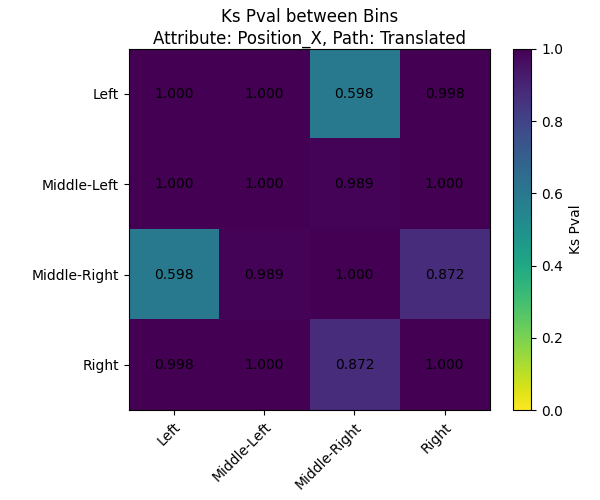 Ks Pval between Bins
Attribute: Position_X, Path: Translated
Left 1.000 1.000 0.598 0.998
Middle-Left 1.000 1.000 0.989 1.000
Middle-Right 0.598 0.989 1.000 0.872
Right 0.998 1.000 0.872 1.000
Left Middle-Left Middle-Right Right
1.0
0.8
0.6
0.4
0.2
0.0
Ks Pval